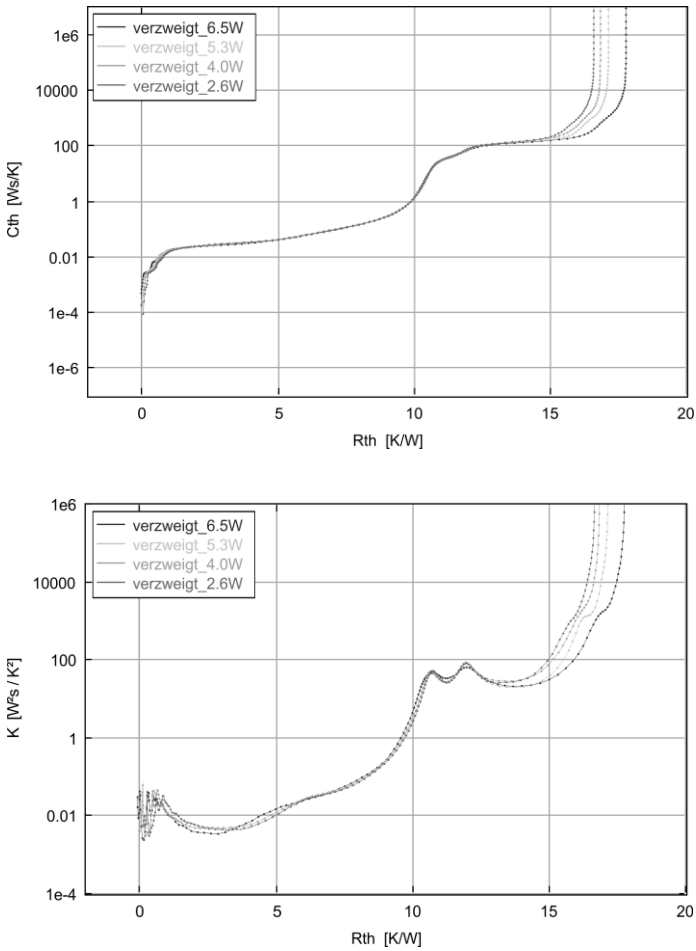 1e6
10000
100
1
0.01
1e-4
1e-6
Cth [Ws/K]
verzweigt_6.5W
verzweigt_5.3W
verzweigt_4.0W
verzweigt_2.6W
0 5 10 15 20
Rth [K/W]
1e6
10000
100
1
0.01
1e-4
K [W²s / K²]
verzweigt_6.5W
verzweigt_5.3W
verzweigt_4.0W
verzweigt_2.6W
0 5 10 15 20
Rth [K/W]